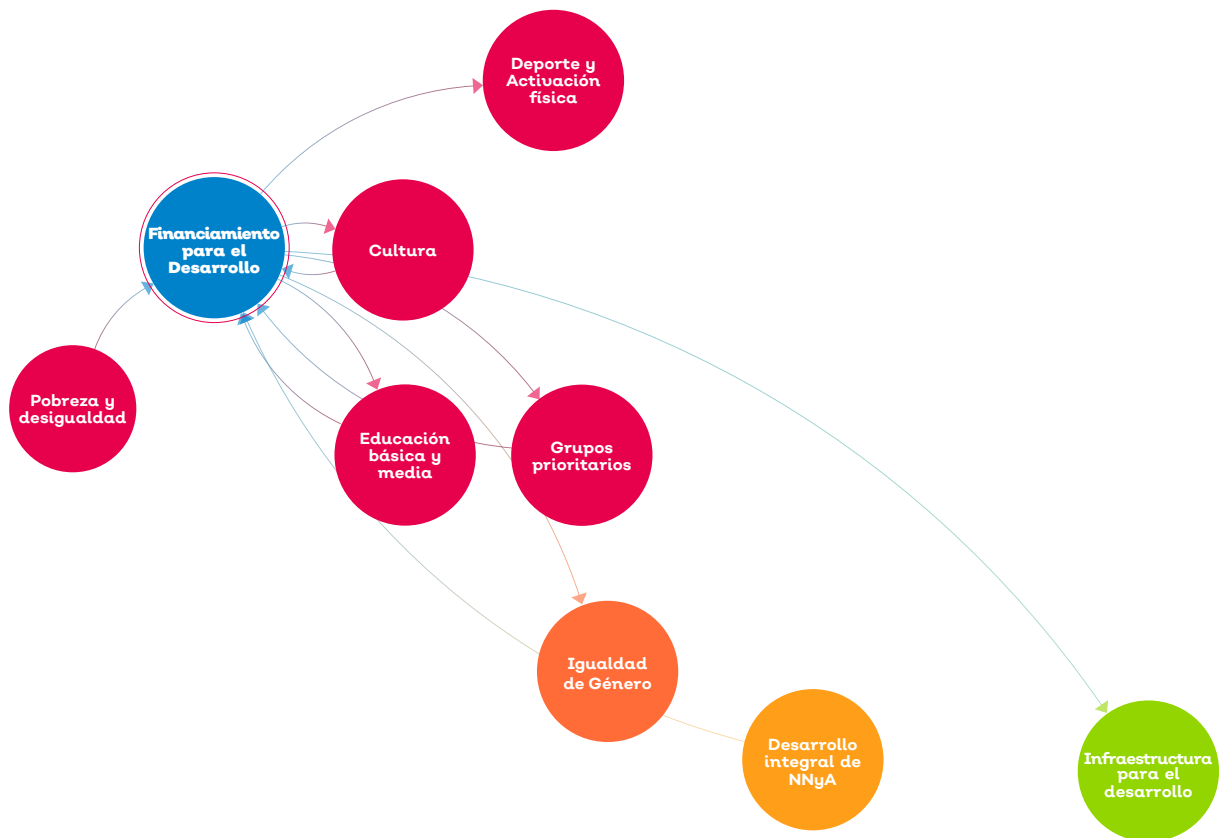 Deporte y
Activación
física
Financiamiento
para el
Desarrollo
Cultura
Pobreza y
desigualdad
Educación
básica y
media
Grupos
prioritarios
Igualdad
de Género
Desarrollo
integral de
NNyA
Infraestructura
para el
desarrollo